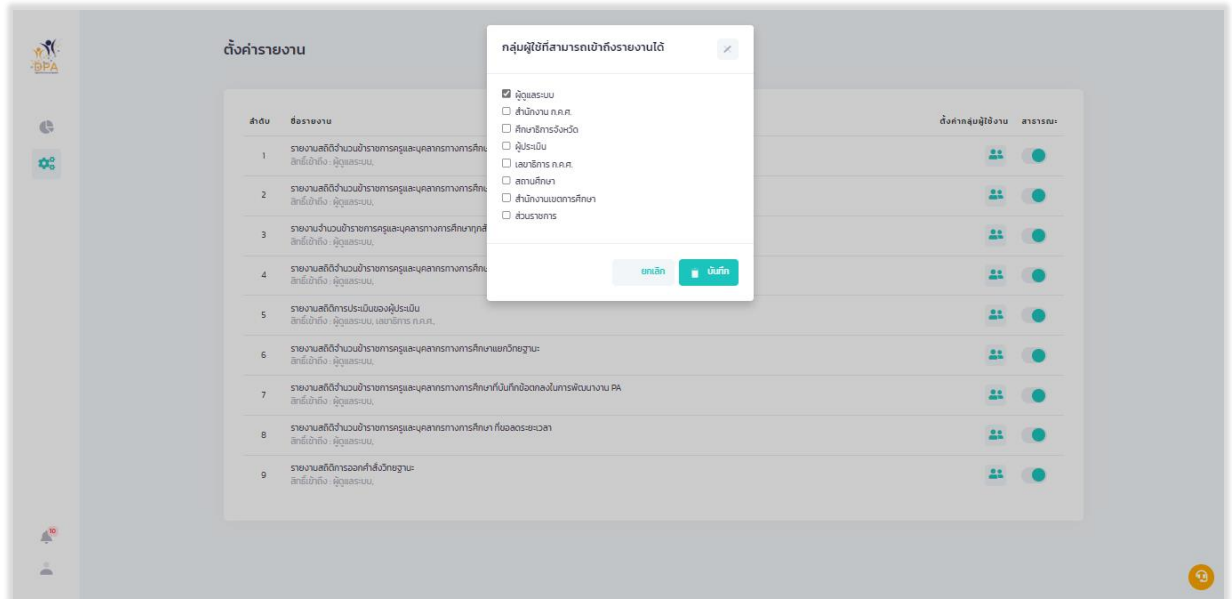 DPA
ตั้งค่ารายงาน
กลุ่มผู้ใช้ที่สามารถเข้าถึงรายงานได้
ผู้ดูแลระบบ
สำนักงาน ก.ค.ศ.
ศึกษาธิการจังหวัด
ผู้ประเมิน
เลขาธิการ ก.ค.ศ.
สถานศึกษา
สำนักงานเขตการศึกษา
ส่วนราชการ
ยกเลิก บันทึก
ลำดับ ชื่อรายงาน ตั้งค่ากลุ่มผู้ใช้งาน สาธารณะ
1 รายงานสถิติจำนวนข้าราชการครูและบุคลากรทางการศึกษ
สิทธิ์เข้าถึง : ผู้ดูแลระบบ,
2 รายงานสถิติจำนวนข้าราชการครูและบุคลากรทางการศึกษ
สิทธิ์เข้าถึง : ผู้ดูแลระบบ,
3 รายงานจำนวนข้าราชการครูและบุคลารทางการศึกษาทุกสั
สิทธิ์เข้าถึง : ผู้ดูแลระบบ,
4 รายงานสถิติจำนวนข้าราชการครูและบุคลากรทางการศึกษ
สิทธิ์เข้าถึง : ผู้ดูแลระบบ,
5 รายงานสถิติการประเมินของผู้ประเมิน
สิทธิ์เข้าถึง : ผู้ดูแลระบบ, เลขาธิการ ก.ค.ศ.,
6 รายงานสถิติจำนวนข้าราชการครูและบุคลากรทางการศึกษาแยกวิทยฐานะ
สิทธิ์เข้าถึง : ผู้ดูแลระบบ,
7 รายงานสถิติจำนวนข้าราชการครูและบุคลากรทางการศึกษาที่บันทึกข้อตกลงในการพัฒนางาน PA
สิทธิ์เข้าถึง : ผู้ดูแลระบบ,
8 รายงานสถิติจำนวนข้าราชการครูและบุคลากรทางการศึกษา ที่ขอลดระยะเวลา
สิทธิ์เข้าถึง : ผู้ดูแลระบบ,
9 รายงานสถิติการออกคำสั่งวิทยฐานะ
สิทธิ์เข้าถึง : ผู้ดูแลระบบ,
10